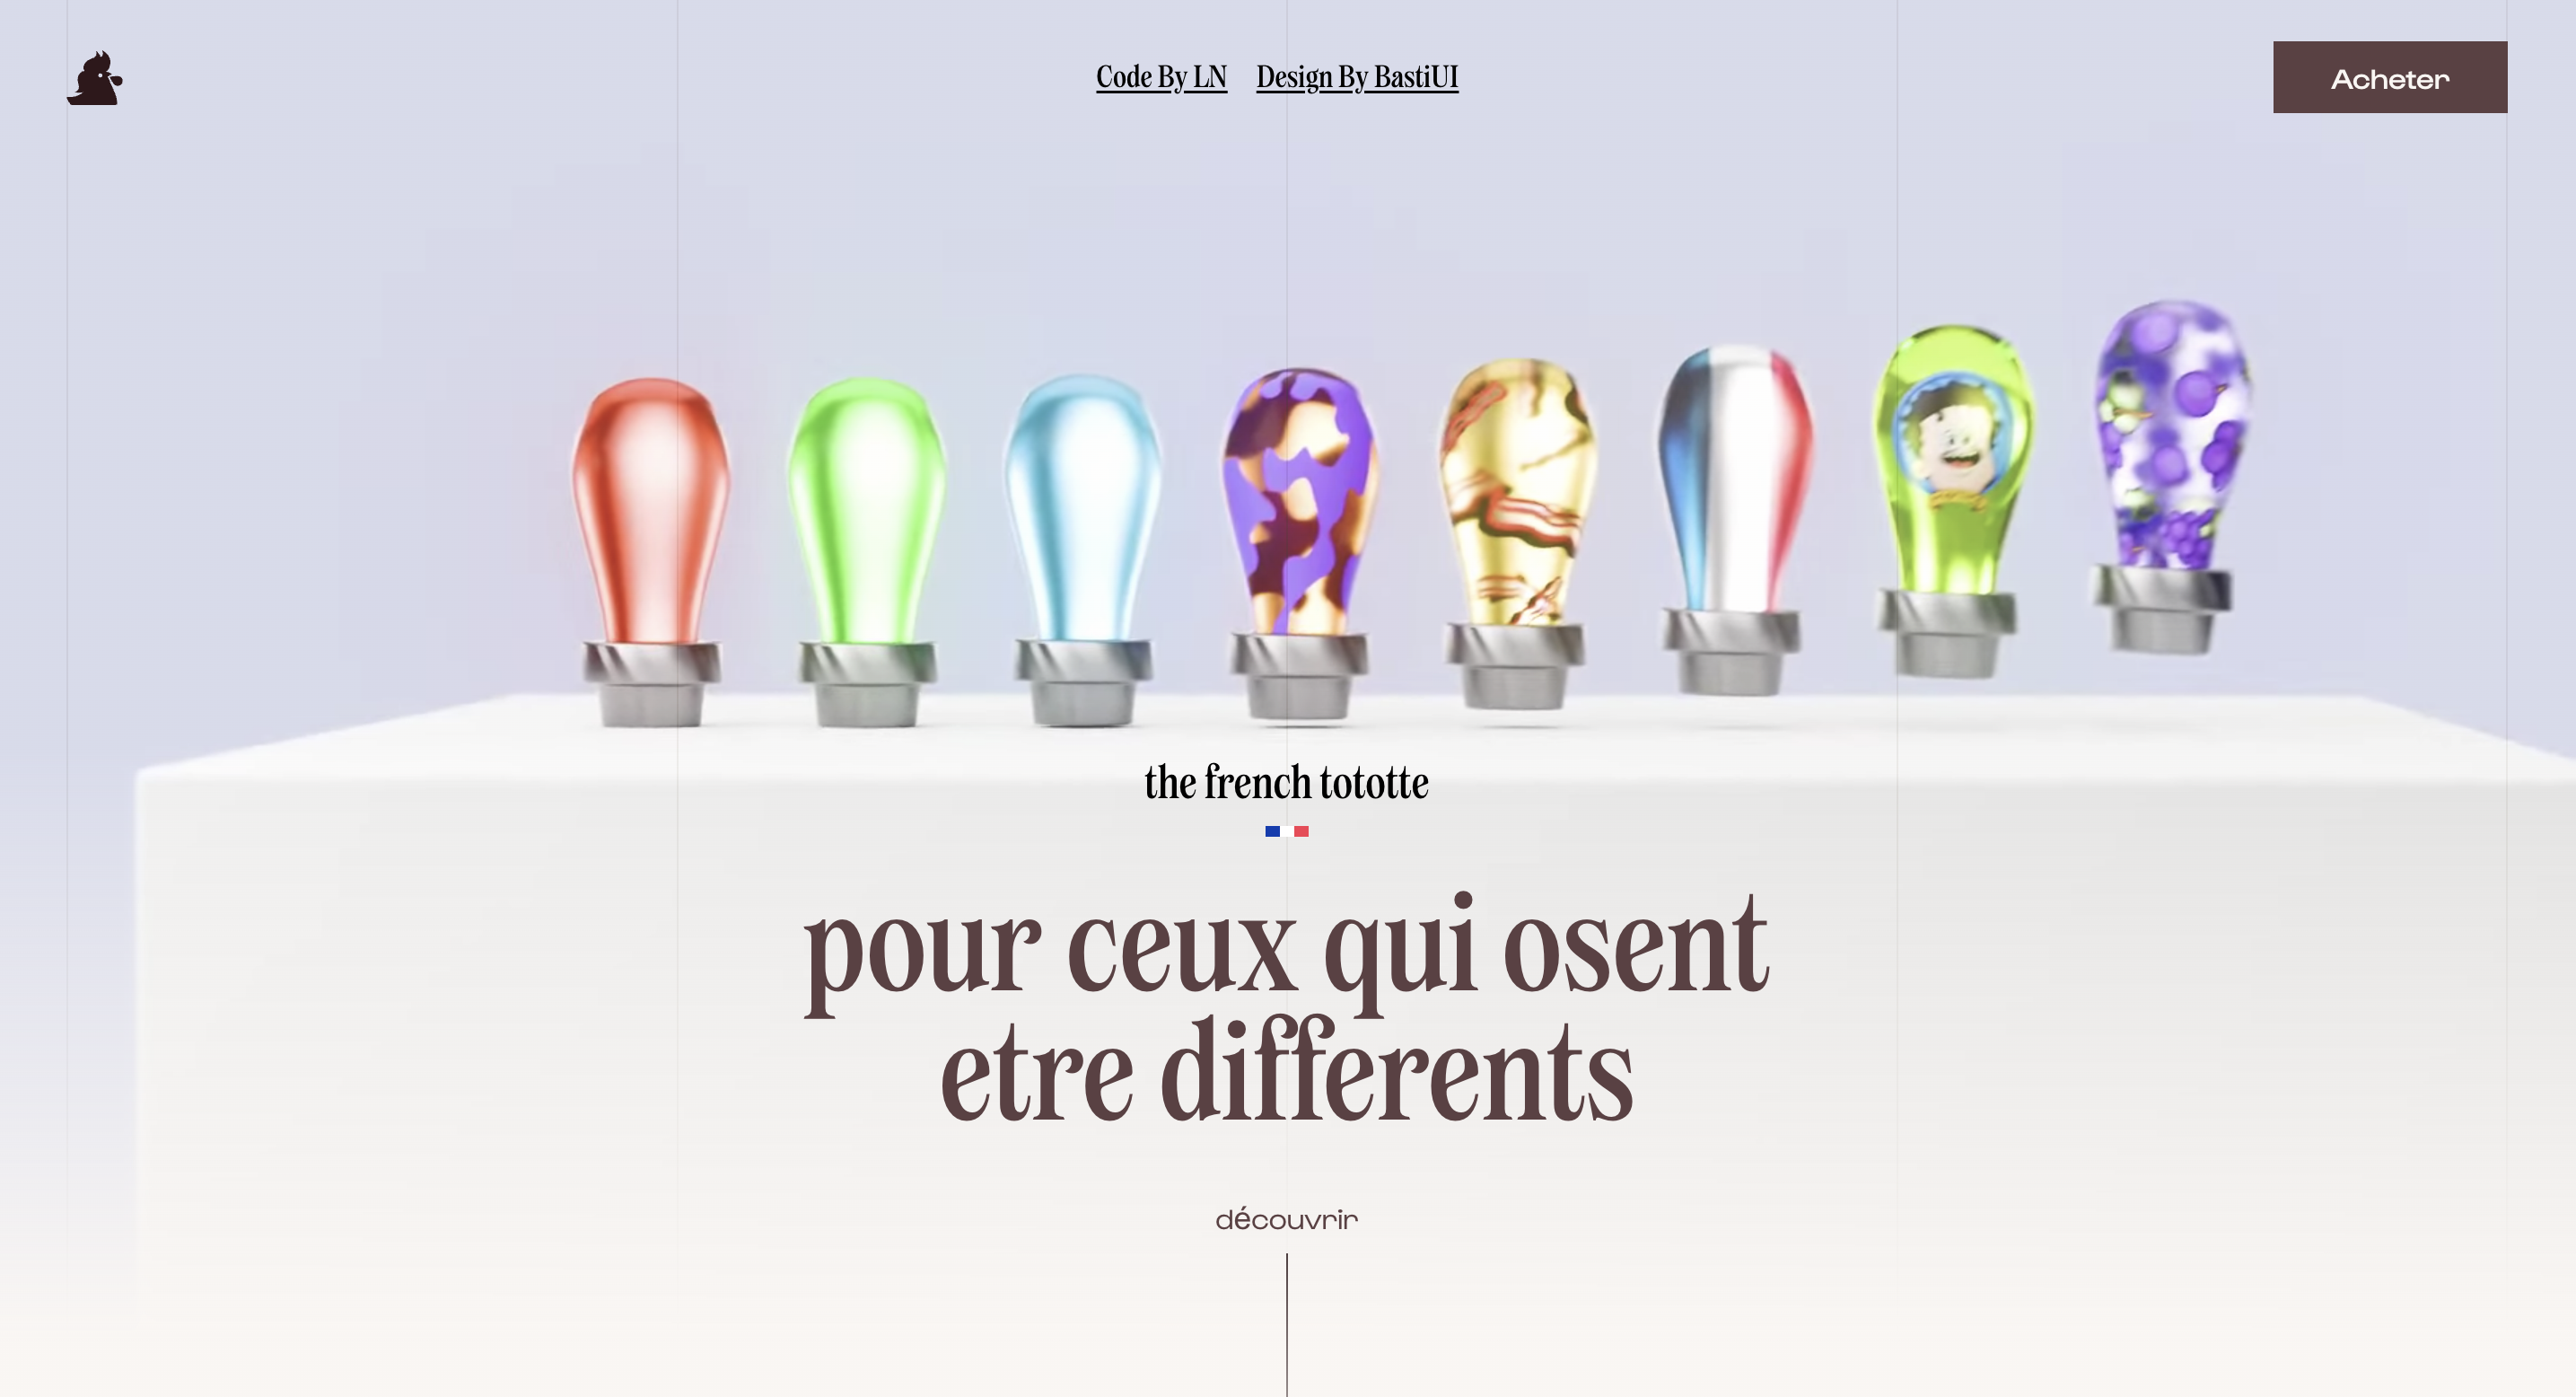 Code By LN
Design By BastiUI
Acheter
the french tototte
pour ceux qui osent
etre differents
découvrir